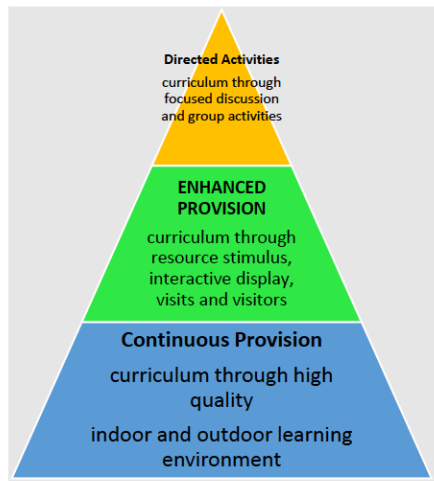 Directed Activities
curriculum through
focused discussion
and group activities
ENHANCED
PROVISION
curriculum through
resource stimulus,
interactive display,
visits and visitors
Continuous Provision
curriculum through high
quality
indoor and outdoor learning
environment